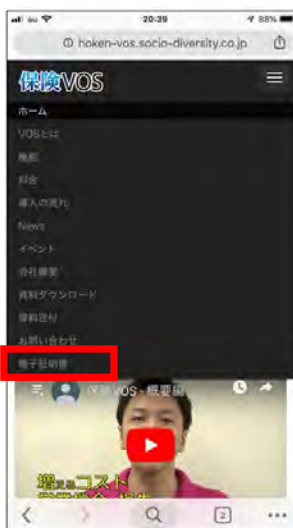 au
20:39
88%
hoken-vos.socio-diversity.co.jp
保険VOS
ホーム
VOSとは
機能
料金
導入の流れ
News
イベント
会社概要
資料ダウンロード
資料送付
お問い合わせ
電子証明書
保険VOS - 概要編
増えるコスト
2